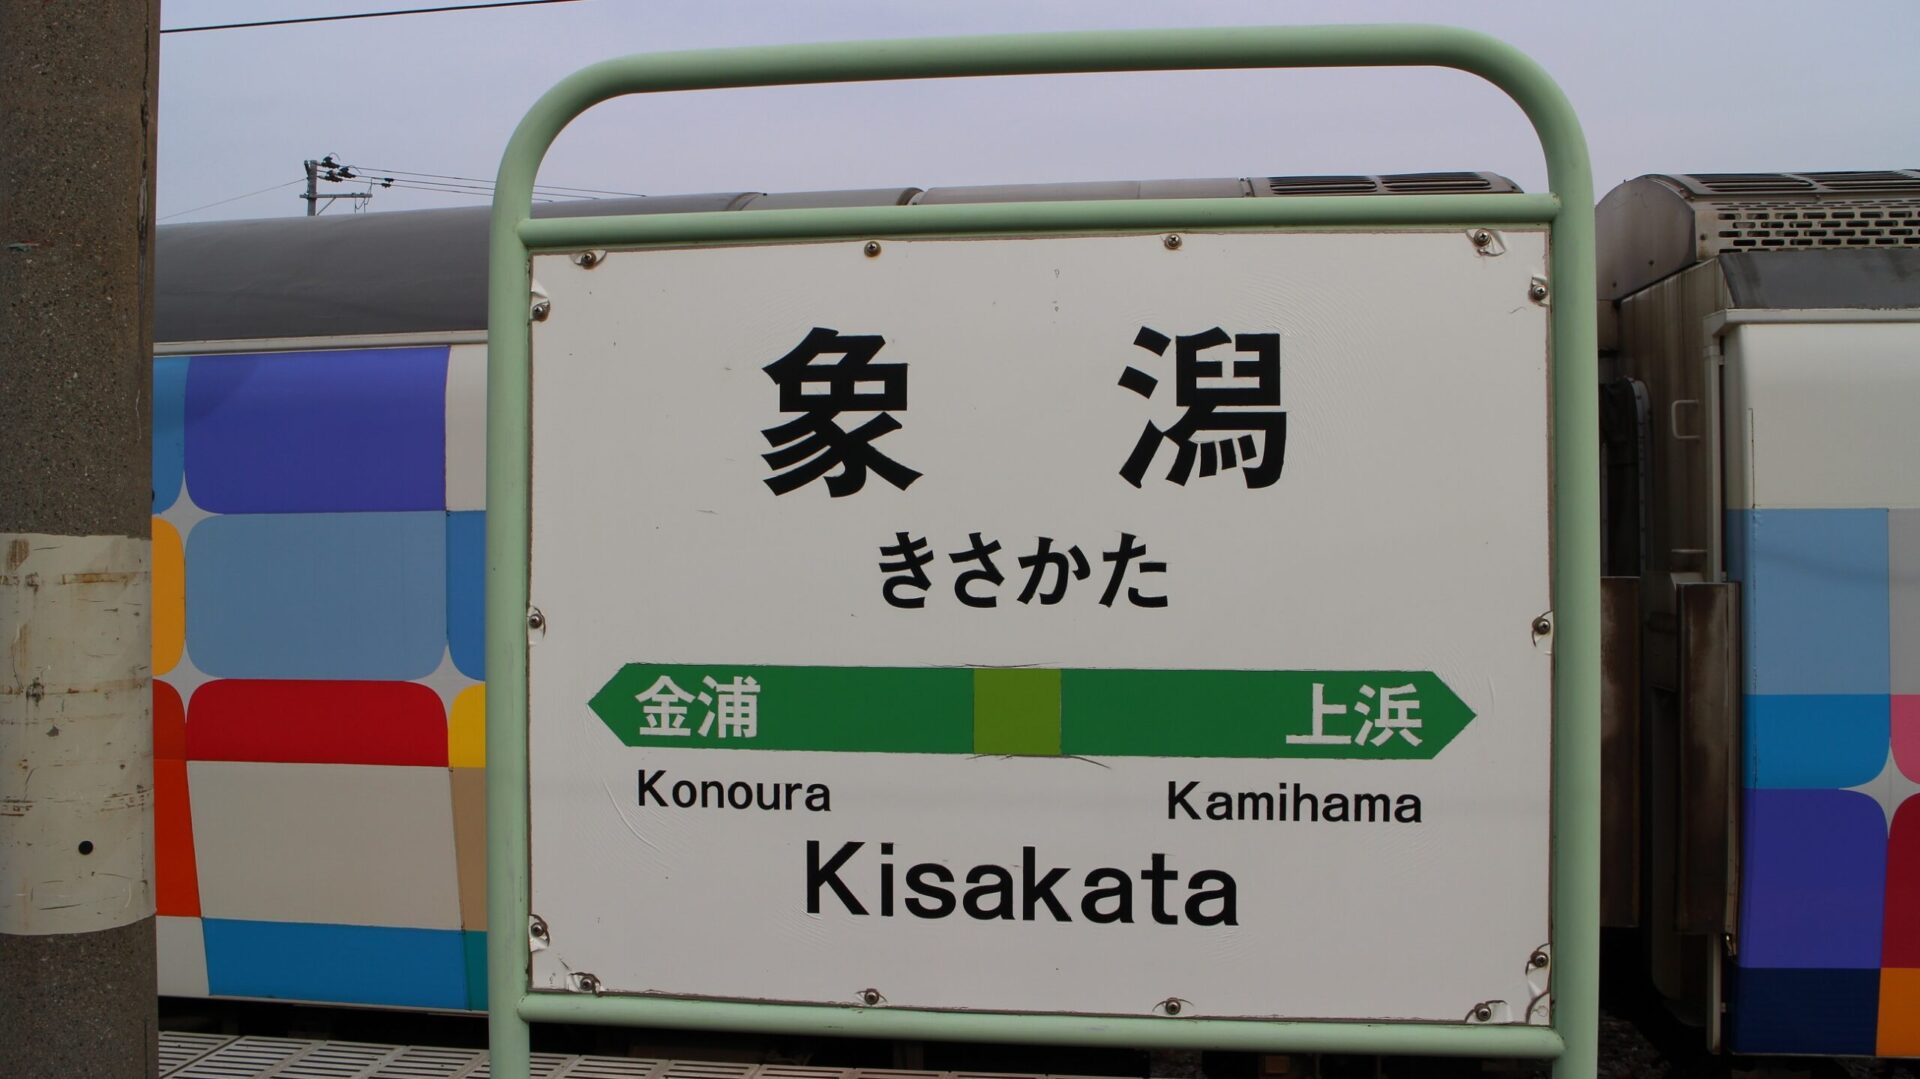 象潟
きさかた
金浦 上浜
Konoura Kamihama
Kisakata